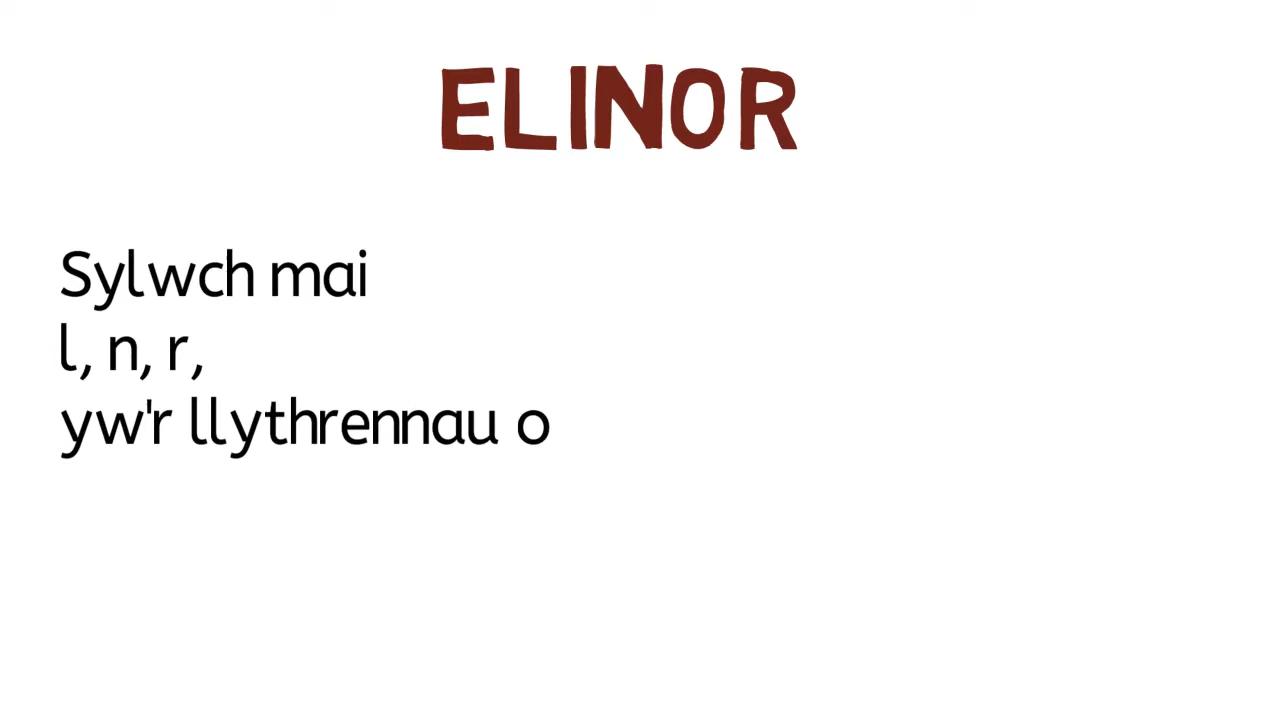 ELINOR
Sylwch mai
l, n, r,
yw'r llythrennau o